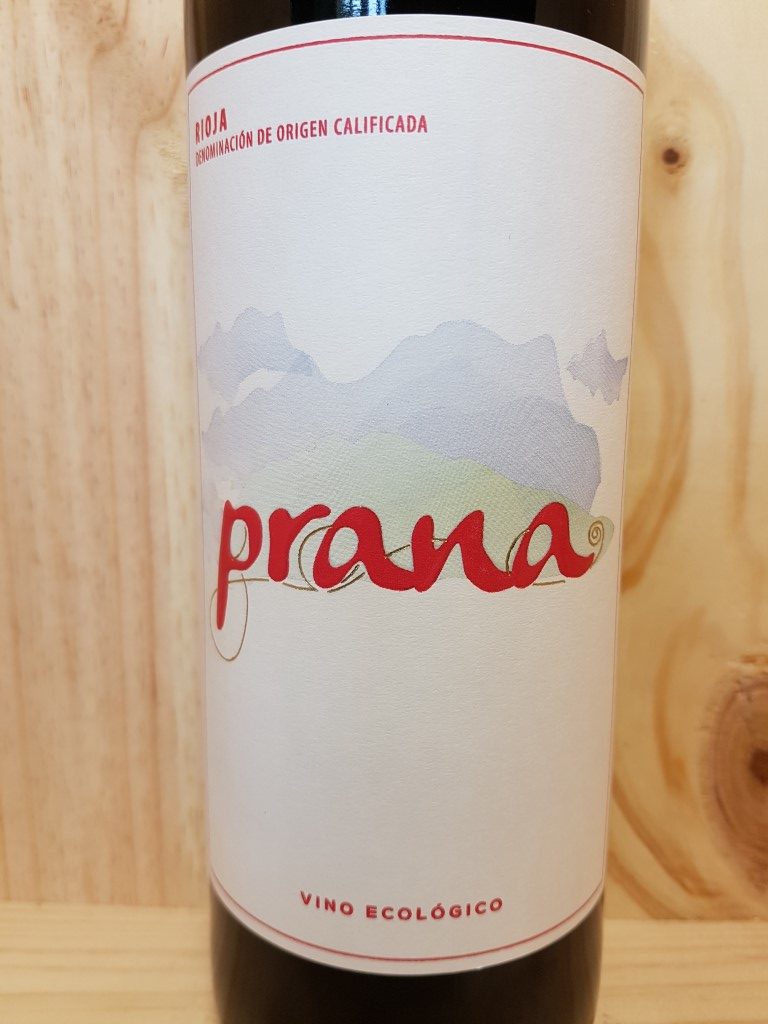 RIOJA
DENOMINACIÓN DE ORIGEN CALIFICADA
prana
VINO ECOLÓGICO